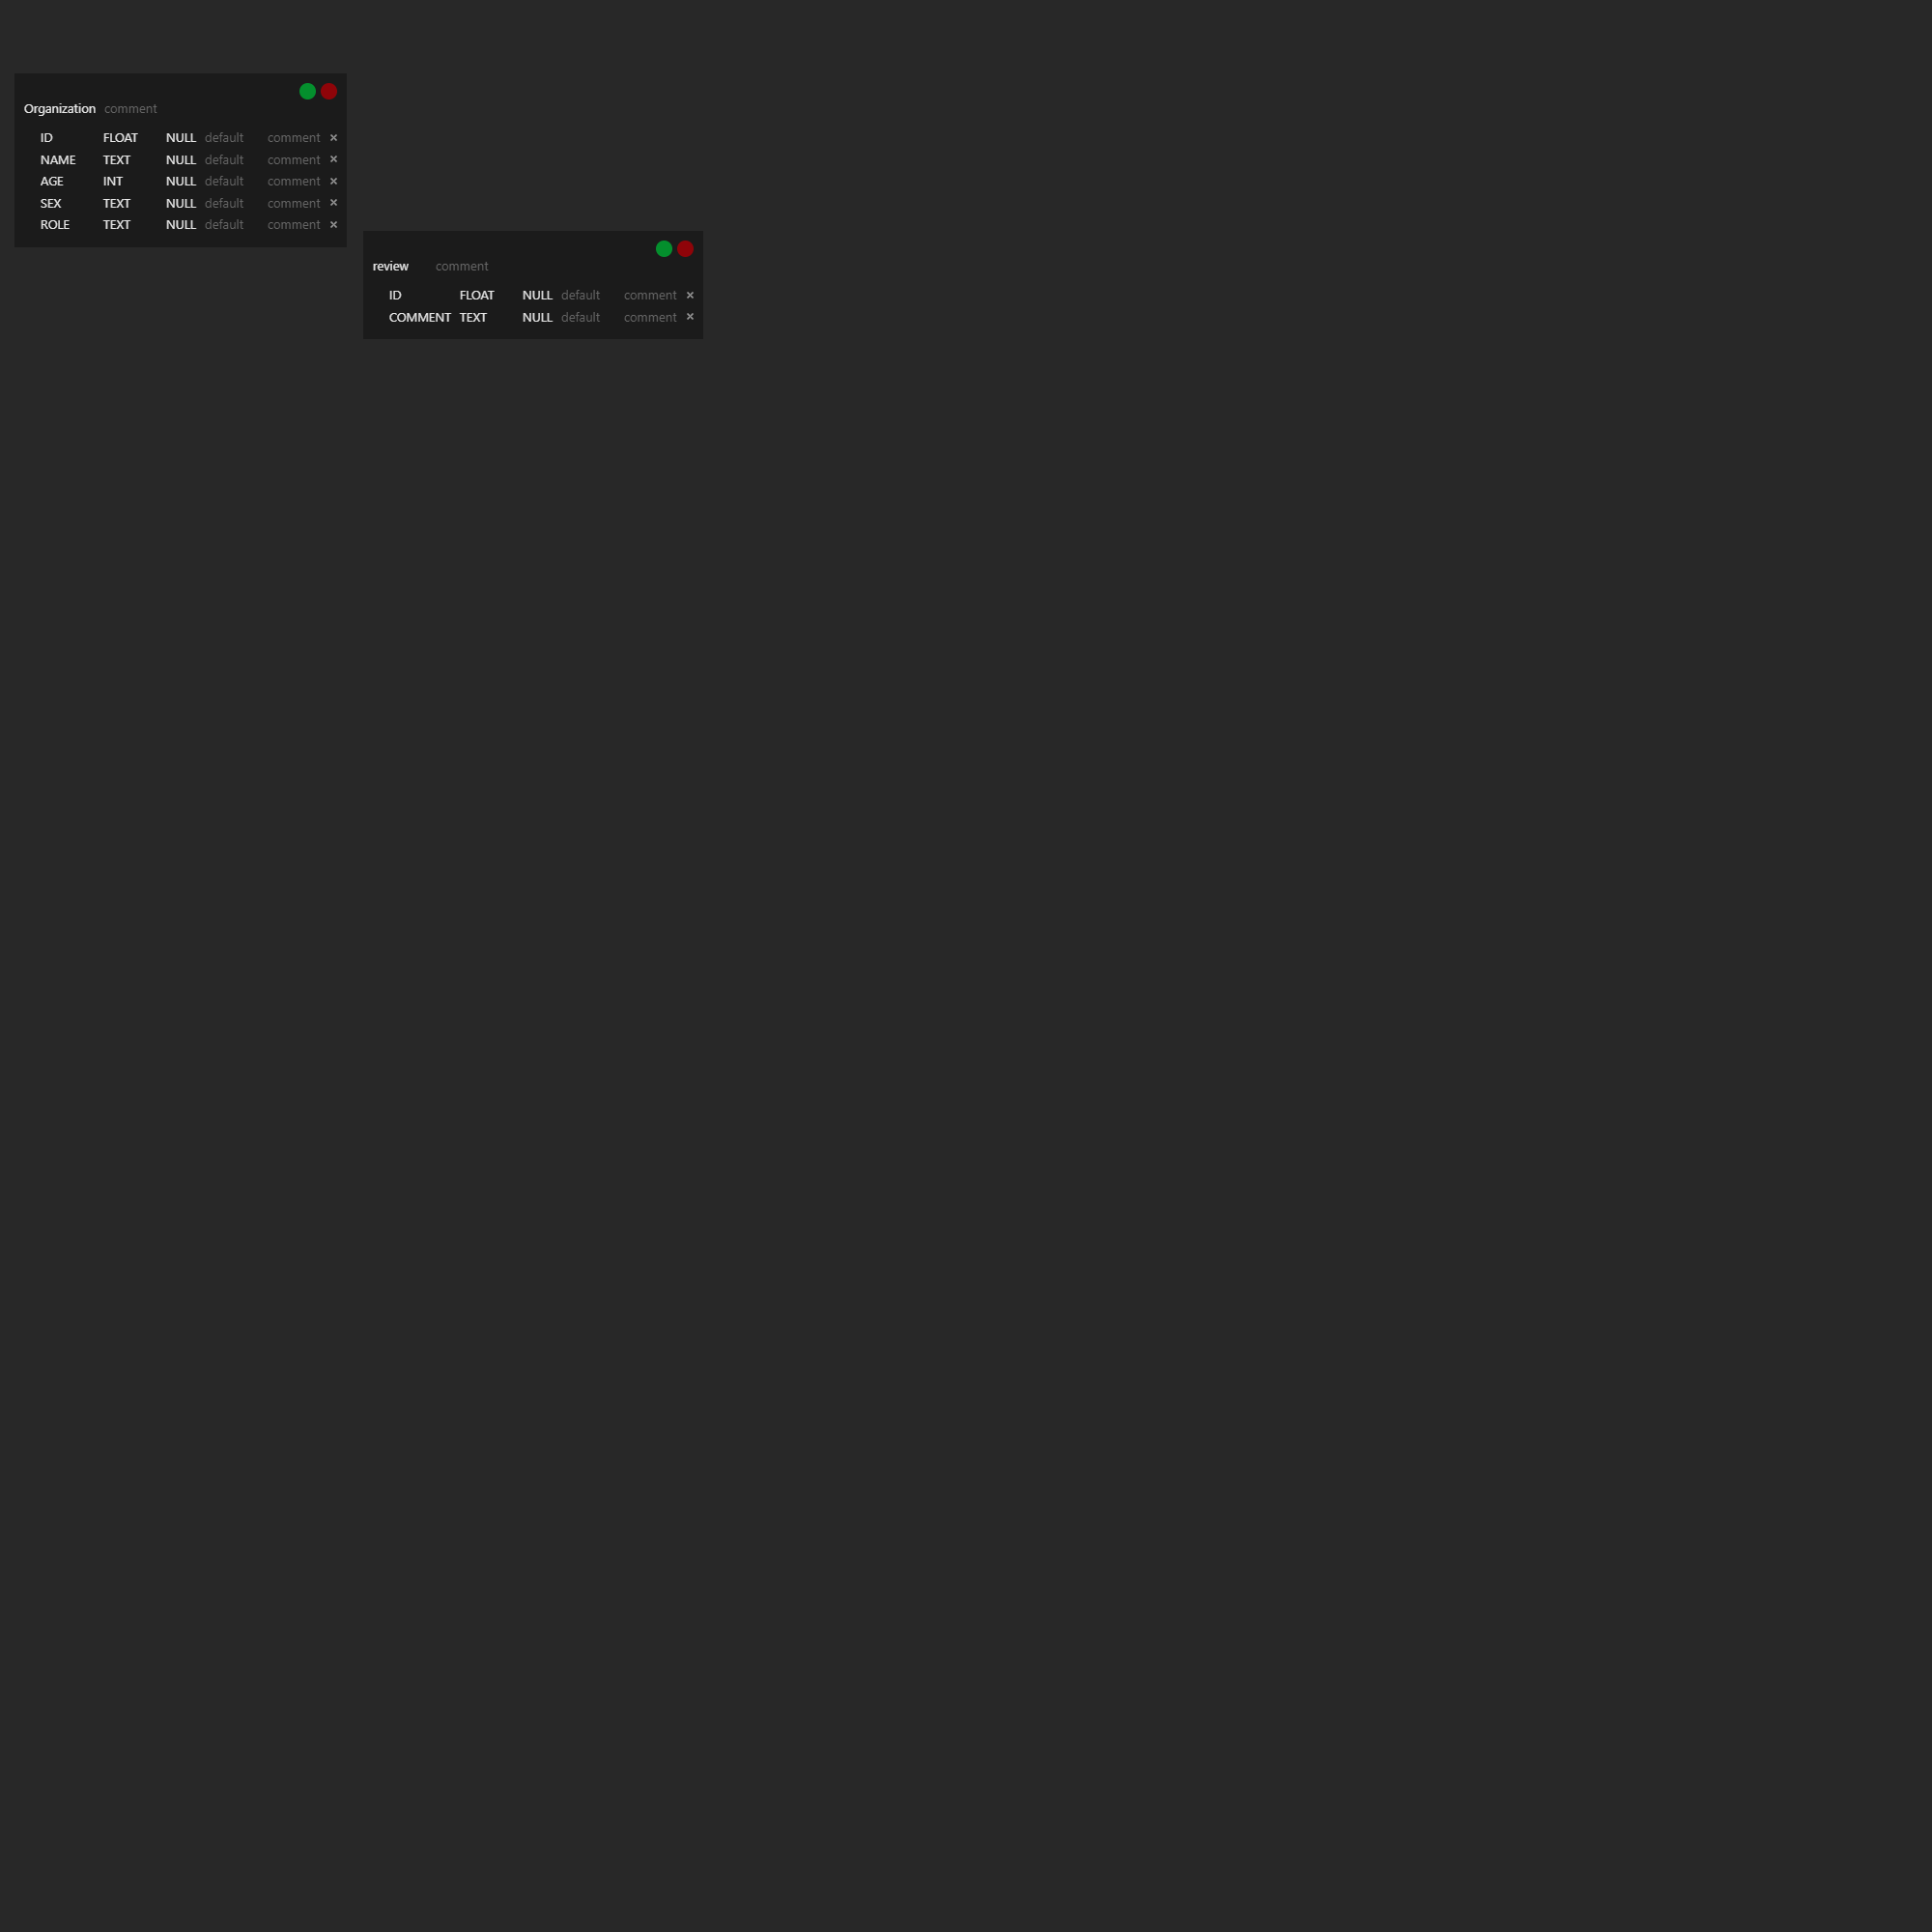 Organization comment
ID FLOAT NULL default comment ×
NAME TEXT NULL default comment ×
AGE INT NULL default comment ×
SEX TEXT NULL default comment ×
ROLE TEXT NULL default comment ×
review comment
ID FLOAT NULL default comment ×
COMMENT TEXT NULL default comment ×